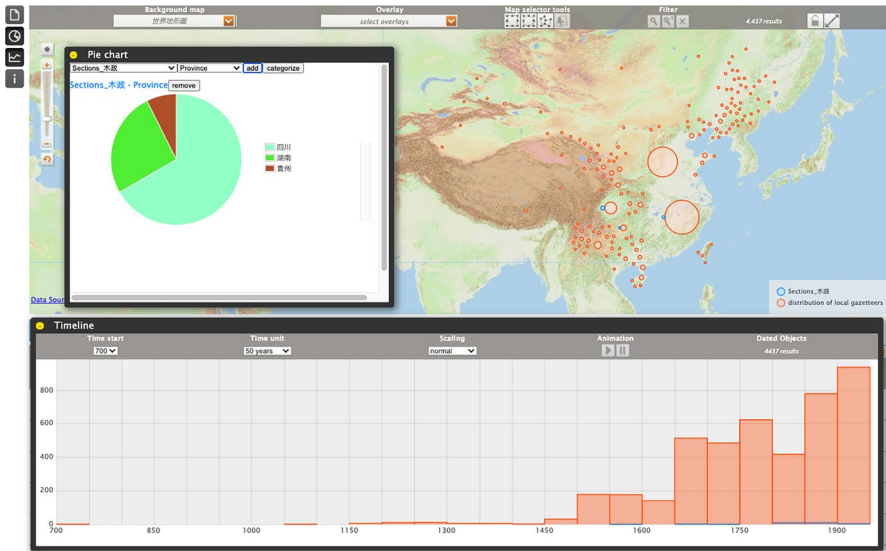 Background map
Overlay
Map selector tools
Filter
世界地形圖
select overlays
4.437 results
Pie chart
Sections_木政
Province
add
categorize
Sections_木政 - Province
remove
四川
湖南
貴州
Data Sour
Sections_木政
distribution of local gazetteers
Timeline
Time start
Time unit
Scaling
Animation
Dated Objects
700
50 years
normal
4437 results
800
600
400
200
0
700
850
1000
1150
1300
1450
1600
1750
1900